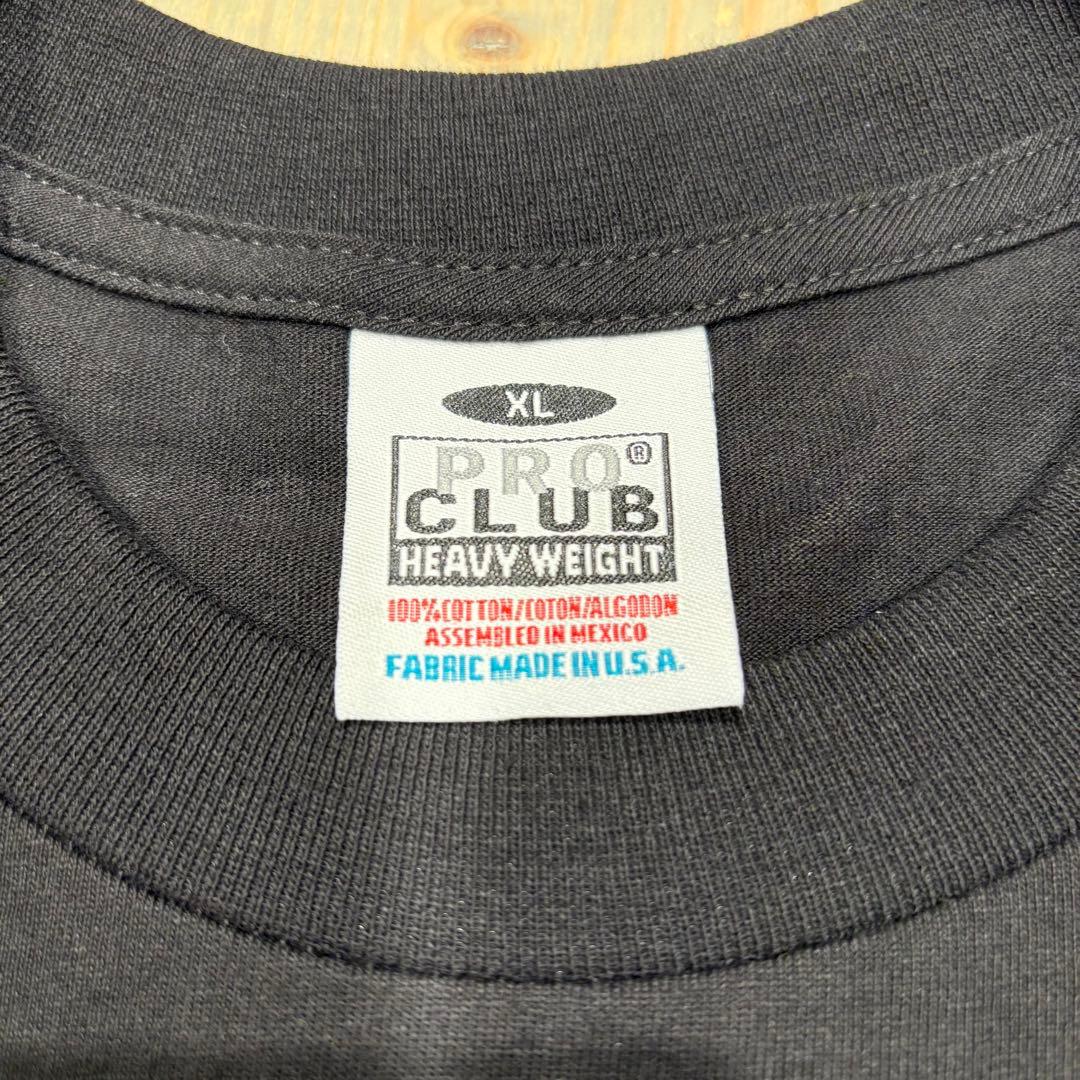 XL
PRO®
CLUB
HEAVY WEIGHT
100%COTTON/COTON/ALGODON
ASSEMBLED IN MEXICO
FABRIC MADE IN U.S.A.